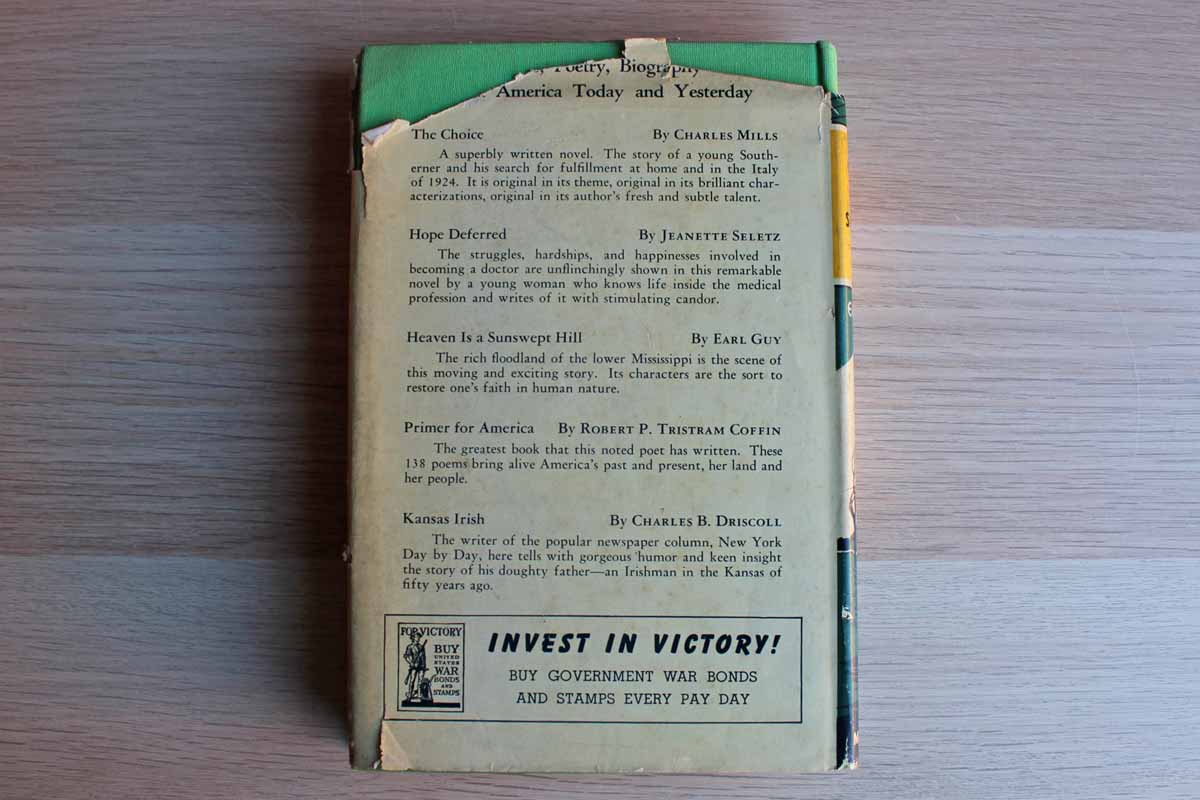 Poetry, Biography
America Today and Yesterday
The Choice By CHARLES MILLS
A superbly written novel. The story of a young South-
erner and his search for fulfillment at home and in the Italy
of 1924. It is original in its theme, original in its brilliant char-
acterizations, original in its author's fresh and subtle talent.
Hope Deferred By JEANETTE SELETZ
The struggles, hardships, and happinesses involved in
becoming a doctor are unflinchingly shown in this remarkable
novel by a young woman who knows life inside the medical
profession and writes of it with stimulating candor.
Heaven Is a Sunswept Hill By EARL GUY
The rich floodland of the lower Mississippi is the scene of
this moving and exciting story. Its characters are the sort to
restore one's faith in human nature.
Primer for America By ROBERT P. TRISTRAM COFFIN
The greatest book that this noted poet has written. These
138 poems bring alive America's past and present, her land and
her people.
Kansas Irish By CHARLES B. DRISCOLL
The writer of the popular newspaper column, New York
Day by Day, here tells with gorgeous humor and keen insight
the story of his doughty father—an Irishman in the Kansas of
fifty years ago.
FOR VICTORY
BUY
UNITED
STATES
WAR
BONDS
AND
STAMPS
INVEST IN VICTORY!
BUY GOVERNMENT WAR BONDS
AND STAMPS EVERY PAY DAY